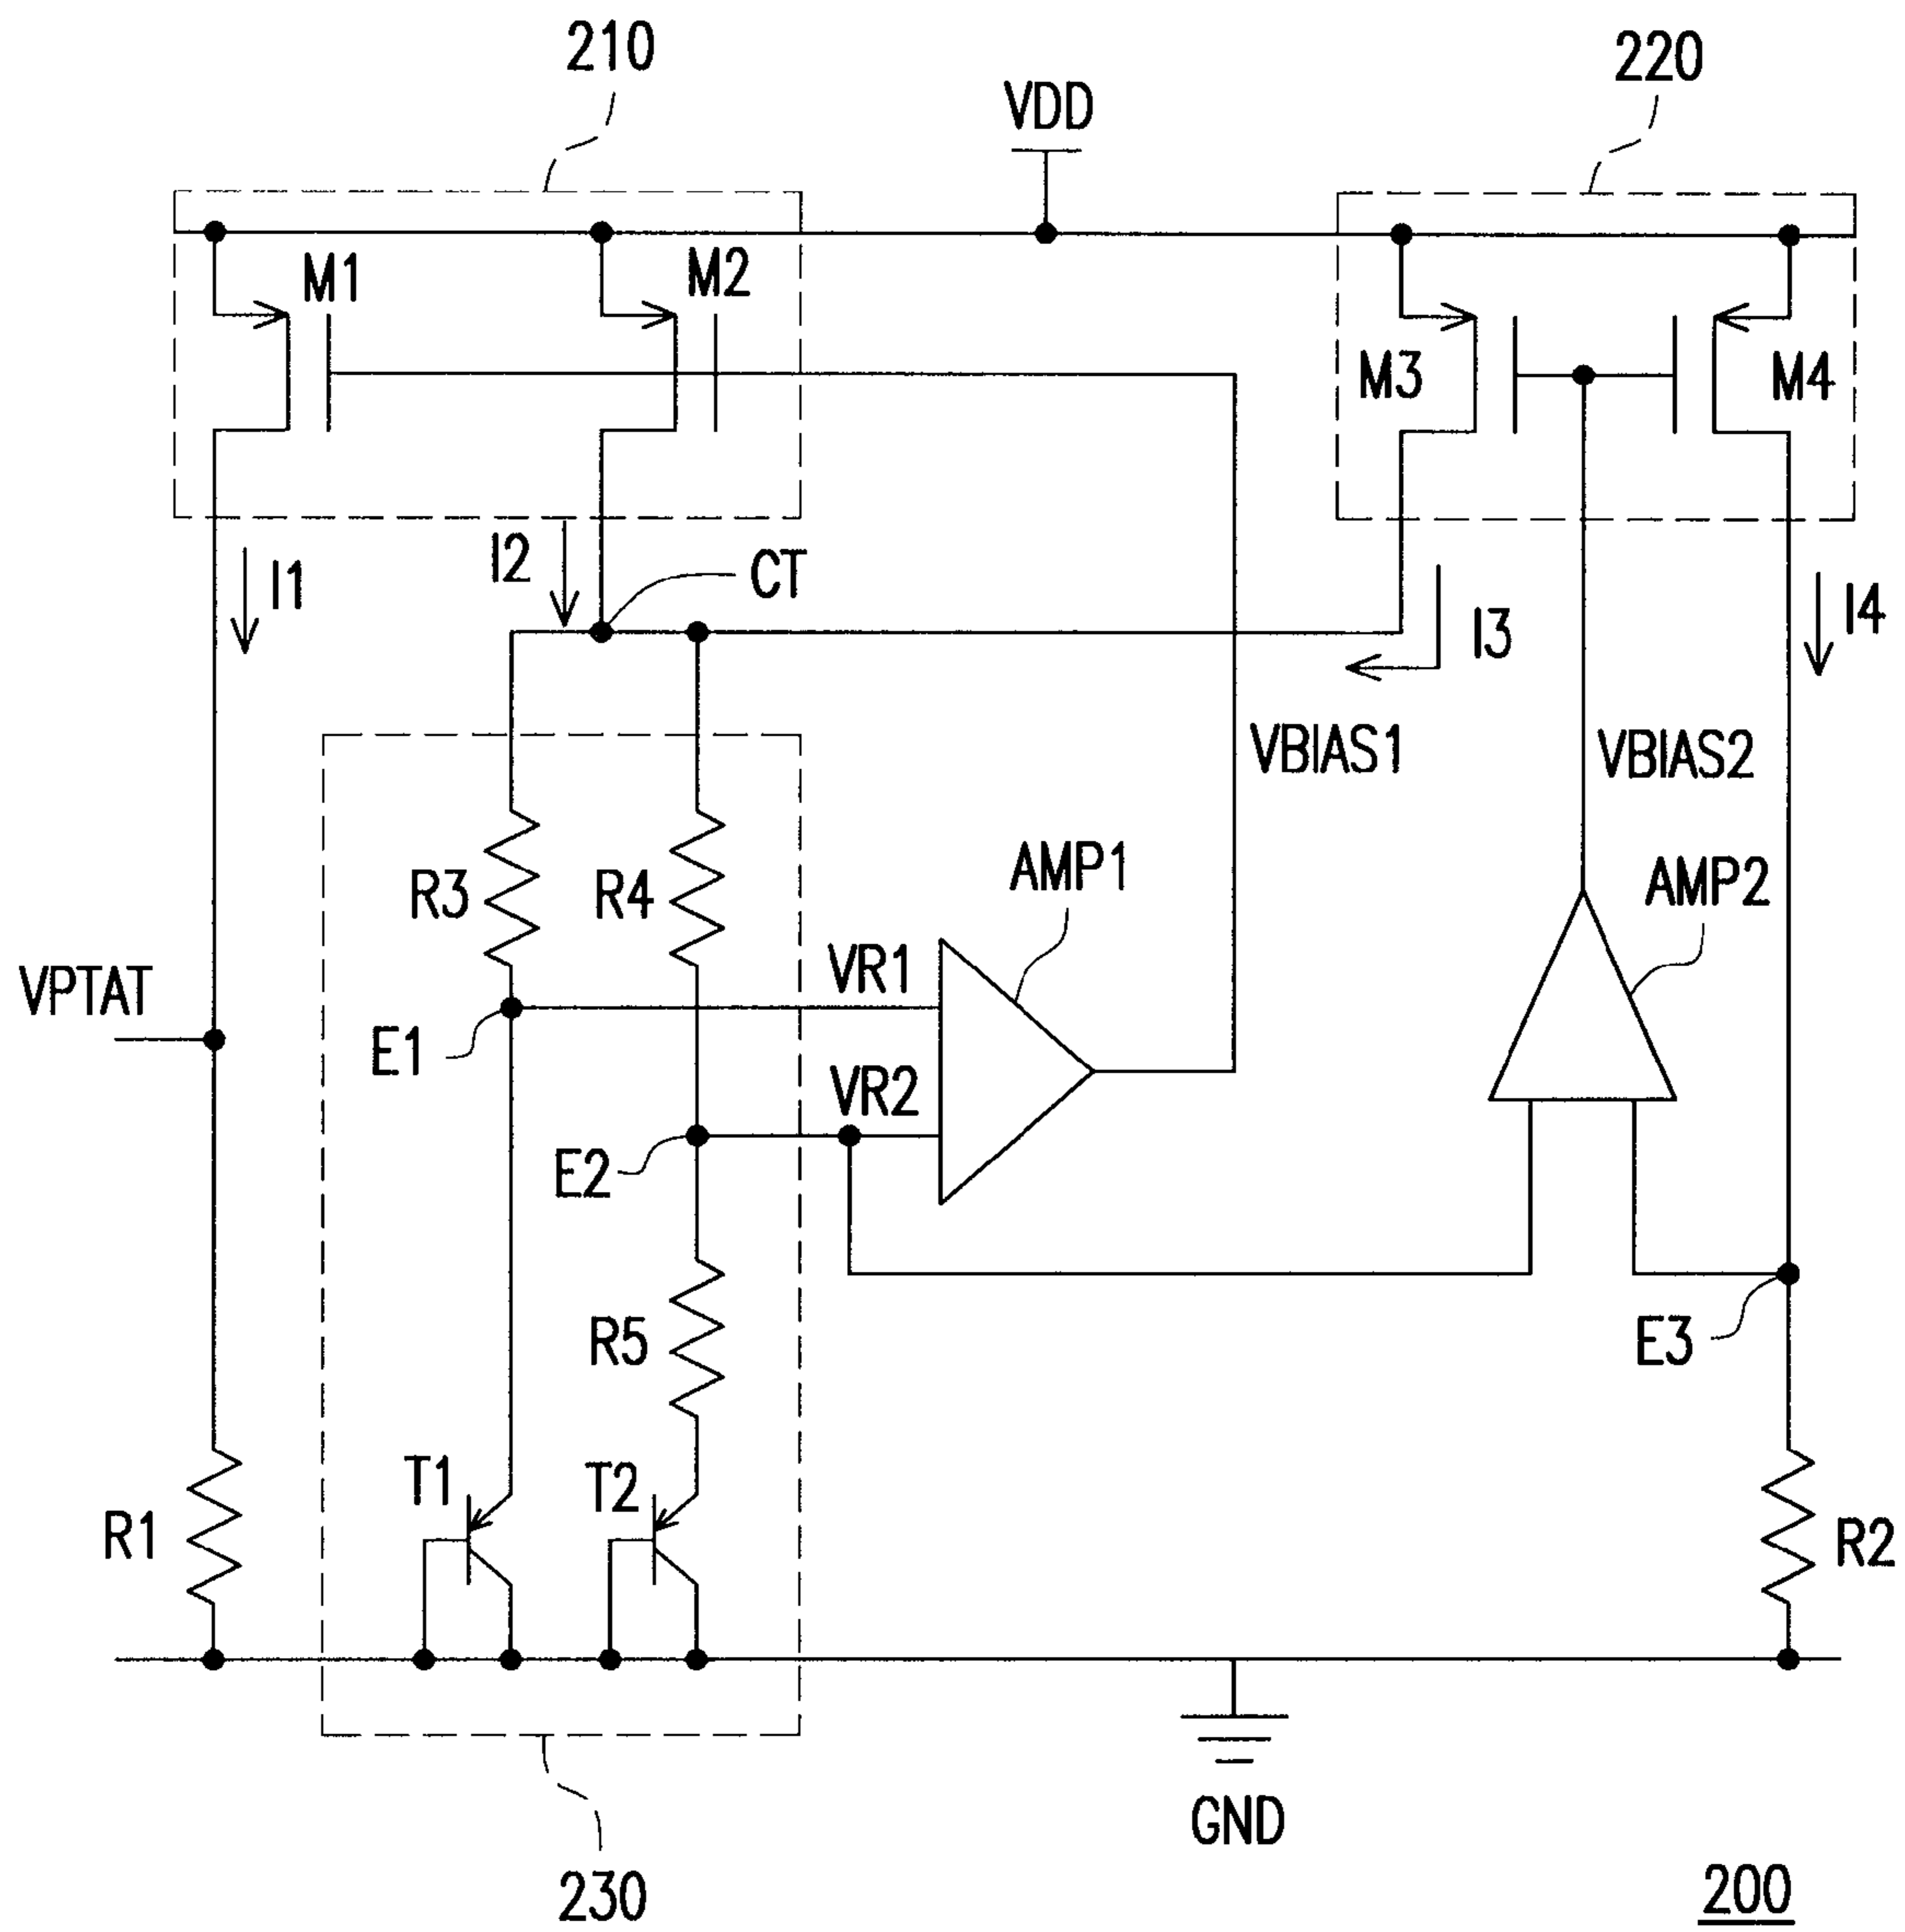 210
220
VDD
M1
M2
M3
M4
I1
I2
CT
I3
I4
VBIAS1
VBIAS2
R3
R4
AMP1
AMP2
VPTAT
VR1
E1
VR2
E2
R5
E3
T1
T2
R1
R2
GND
230
200